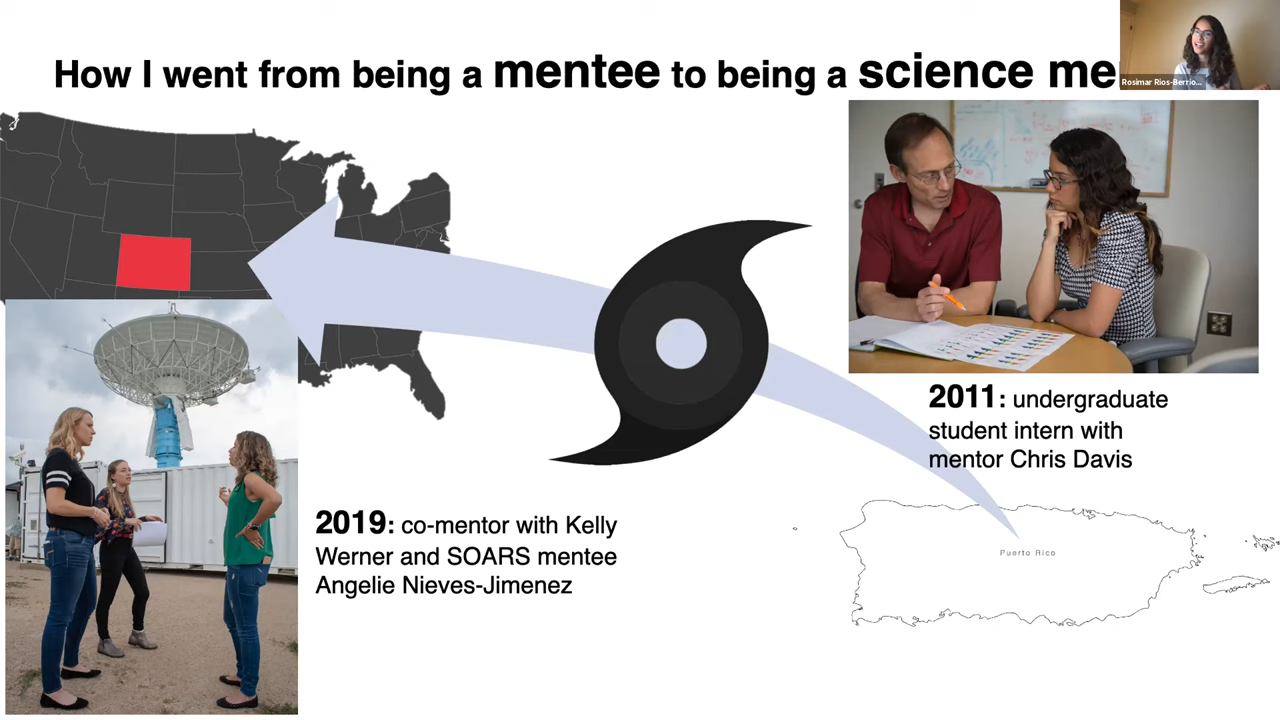 How I went from being a mentee to being a science me
Rosimar Rios-Berrio...
2011: undergraduate
student intern with
mentor Chris Davis
2019: co-mentor with Kelly
Werner and SOARS mentee
Angelie Nieves-Jimenez
Puerto Rico